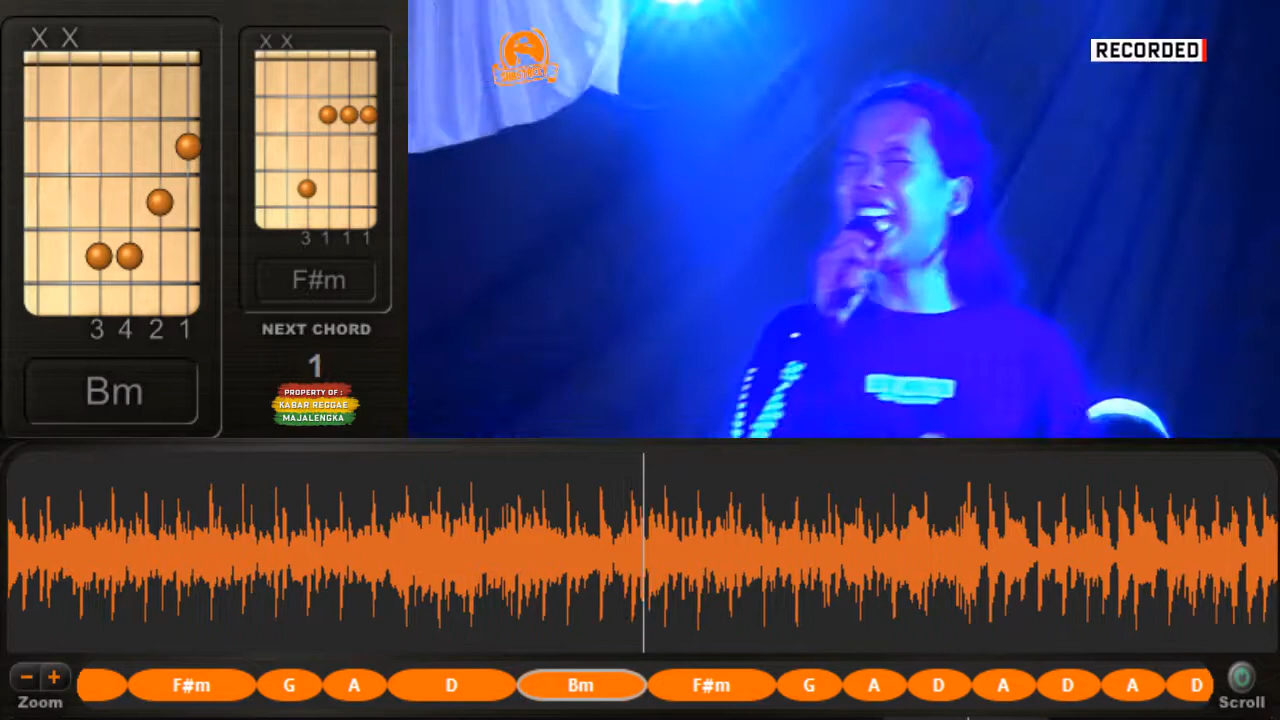 X X
3 4 2 1
Bm
X X
3 1 1 1
F#m
NEXT CHORD
1
PROPERTY OF :
KABAR REGGAE
MAJALENGKA
RECORDED
Zoom
F#m G A D Bm F#m G A D A D A D
Scroll